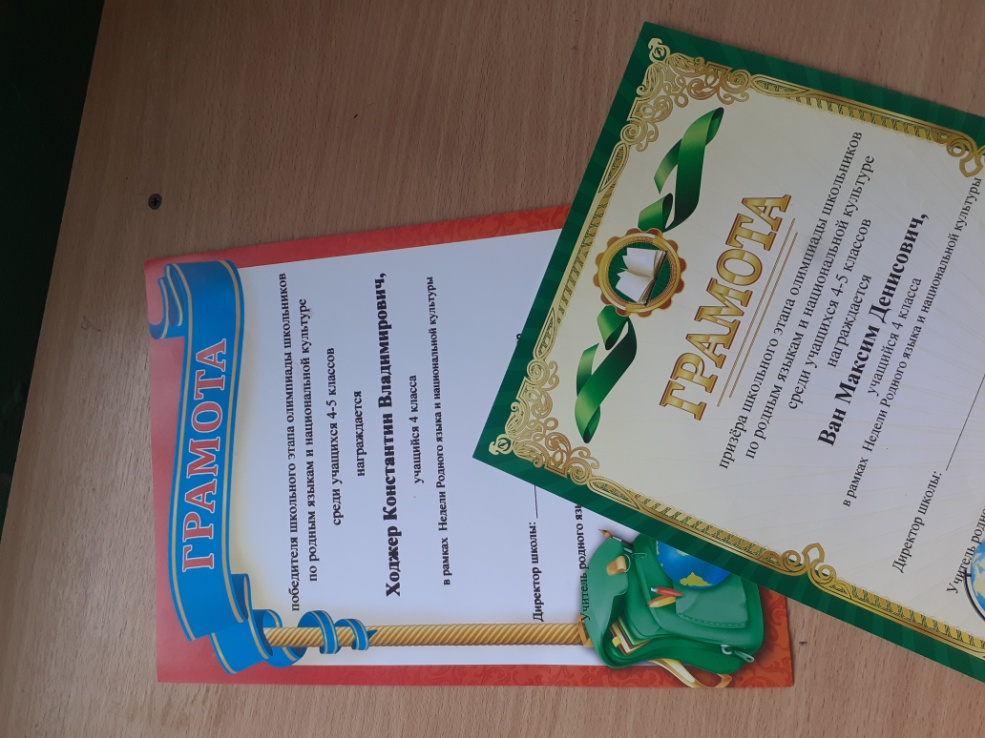 ГРАМОТА
победителя школьного этапа олимпиады школьников
по родным языкам и национальной культуре
среди учащихся 4-5 классов
награждается
Ходжер Константин Владимирович,
учащийся 4 класса
в рамках Недели Родного языка и национальной культуры
Директор школы:
Учитель родного
ГРАМОТА
призёра школьного этапа олимпиады школьников
по родным языкам и национальной культуре
среди учащихся 4-5 классов
награждается
Ван Максим Денисович,
учащийся 4 класса
в рамках Недели Родного языка и национальной культуры
Директор школы:
Учитель